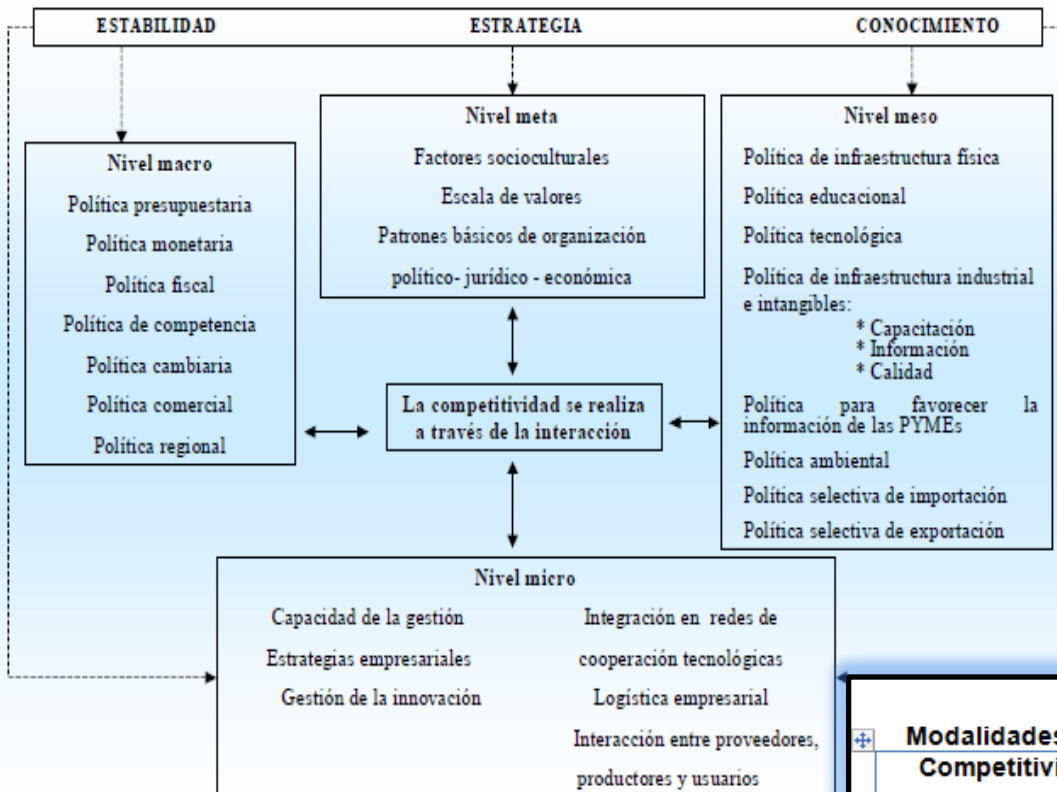 ESTABILIDAD ESTRATEGIA CONOCIMIENTO
Nivel macro
Política presupuestaria
Política monetaria
Política fiscal
Política de competencia
Política cambiaria
Política comercial
Política regional
Nivel meta
Factores socioculturales
Escala de valores
Patrones básicos de organización
político- jurídico - económica
Nivel meso
Política de infraestructura física
Política educacional
Política tecnológica
Política de infraestructura industrial
e intangibles:
* Capacitación
* Información
* Calidad
Política para favorecer la
información de las PYMEs
Política ambiental
Política selectiva de importación
Política selectiva de exportación
La competitividad se realiza
a través de la interacción
Nivel micro
Capacidad de la gestión
Estrategias empresariales
Gestión de la innovación
Integración en redes de
cooperación tecnológicas
Logística empresarial
Interacción entre proveedores,
productores y usuarios
Modalidades